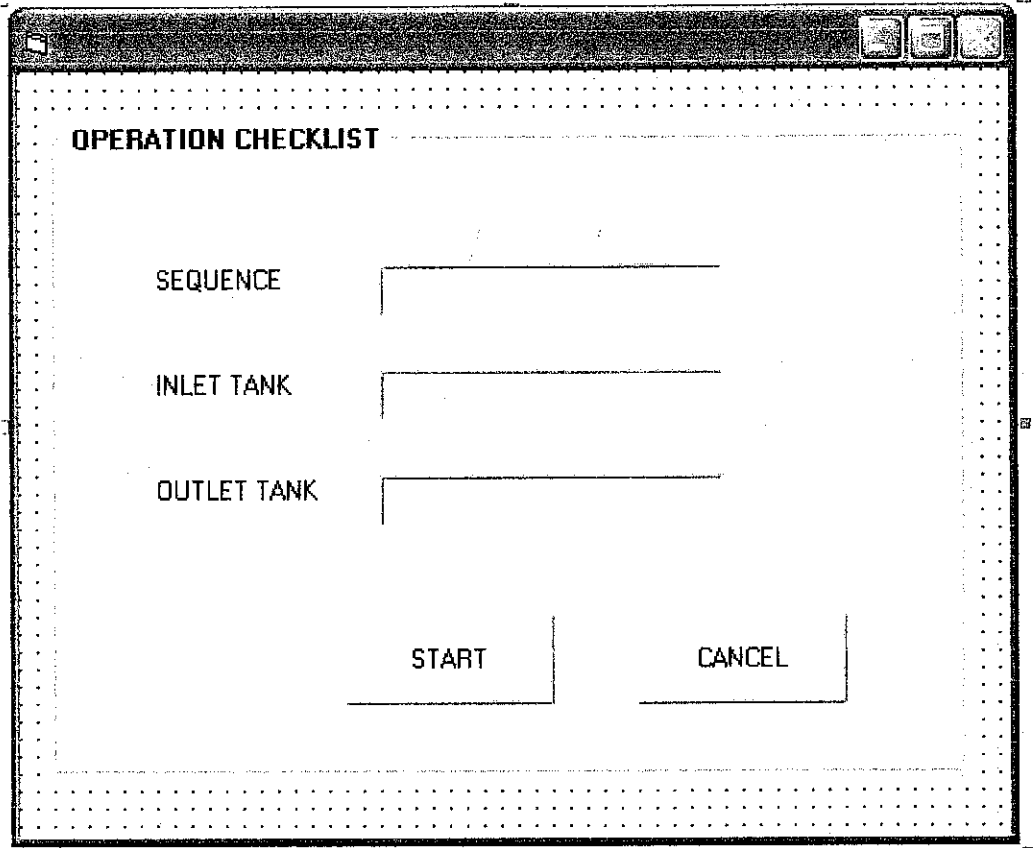 OPERATION CHECKLIST
SEQUENCE
INLET TANK
OUTLET TANK
START CANCEL